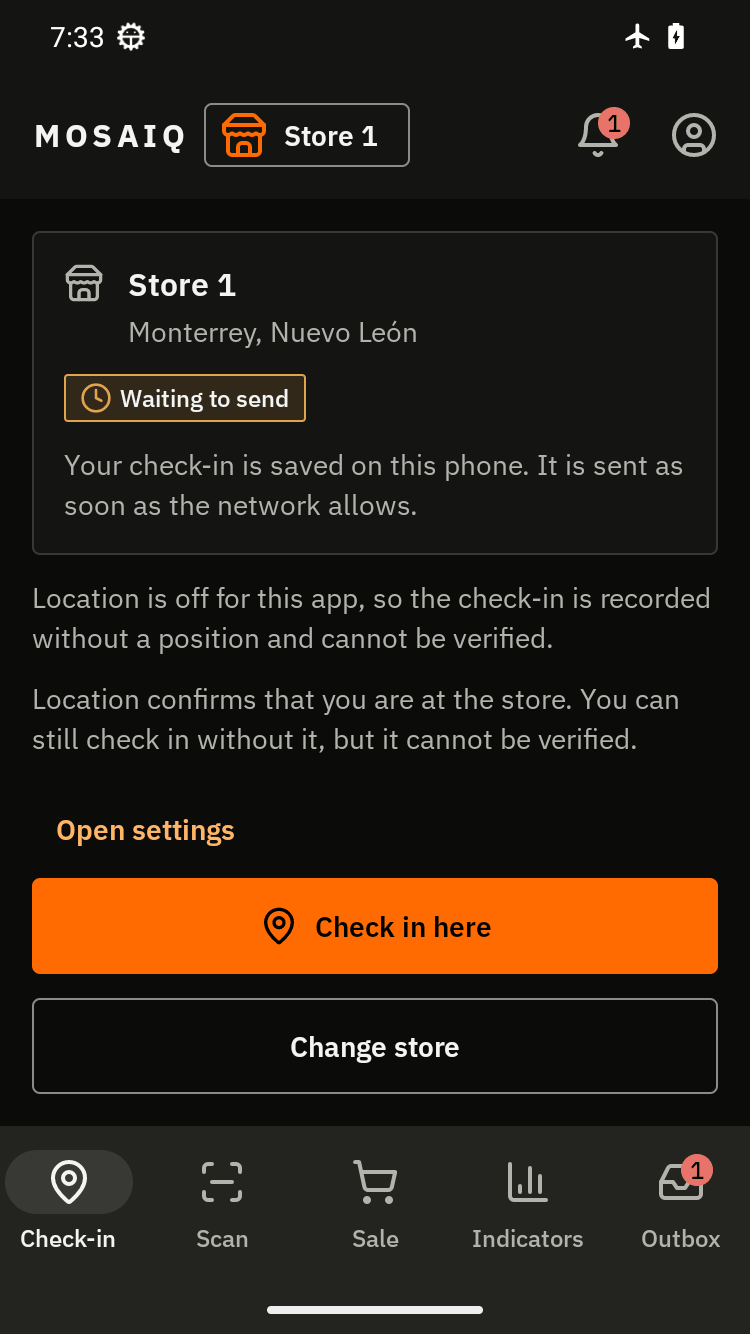 7:33
MOSAIQ
Store 1
1
Store 1
Monterrey, Nuevo León
Waiting to send
Your check-in is saved on this phone. It is sent as
soon as the network allows.
Location is off for this app, so the check-in is recorded
without a position and cannot be verified.
Location confirms that you are at the store. You can
still check in without it, but it cannot be verified.
Open settings
Check in here
Change store
1
Check-in
Scan
Sale
Indicators
Outbox